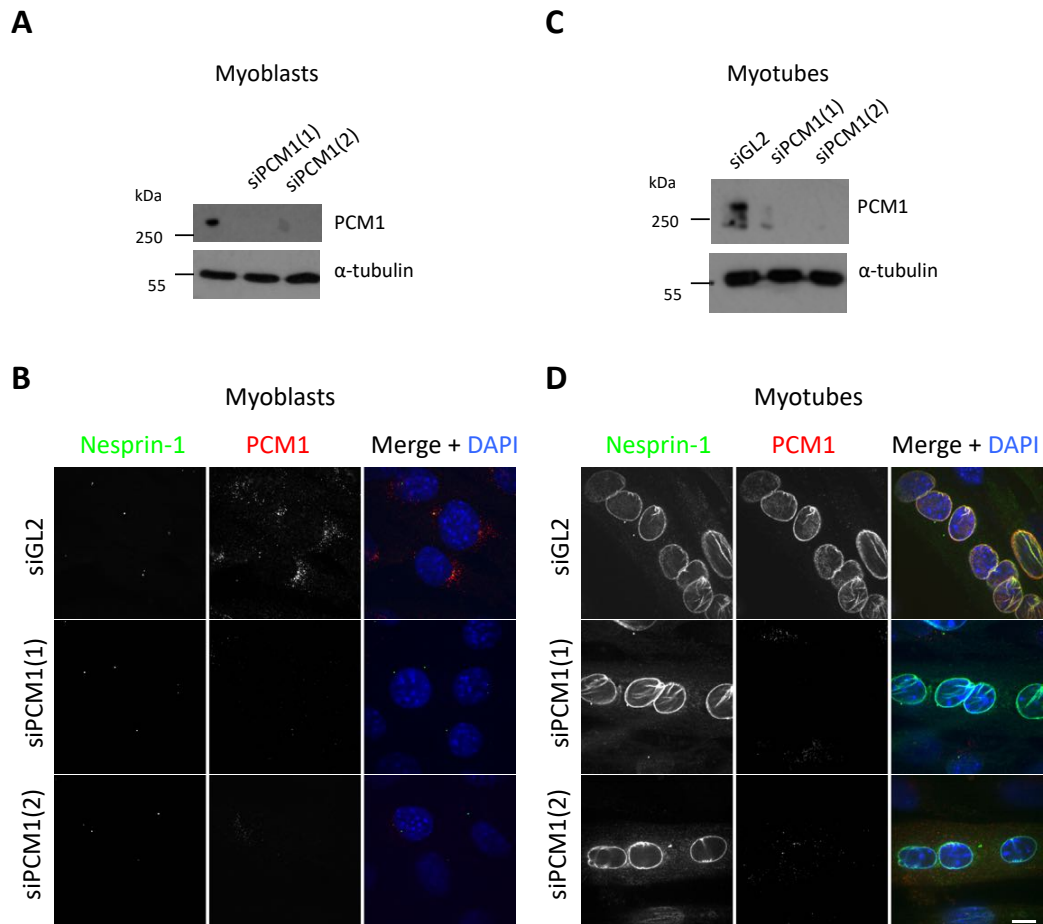 A
Myoblasts
siPCM1(1)
siPCM1(2)
kDa
250
PCM1
55
α-tubulin
C
Myotubes
siGL2
siPCM1(1)
siPCM1(2)
kDa
250
PCM1
55
α-tubulin
B
Myoblasts
Nesprin-1 PCM1 Merge + DAPI
siGL2
siPCM1(1)
siPCM1(2)
D
Myotubes
Nesprin-1 PCM1 Merge + DAPI
siGL2
siPCM1(1)
siPCM1(2)